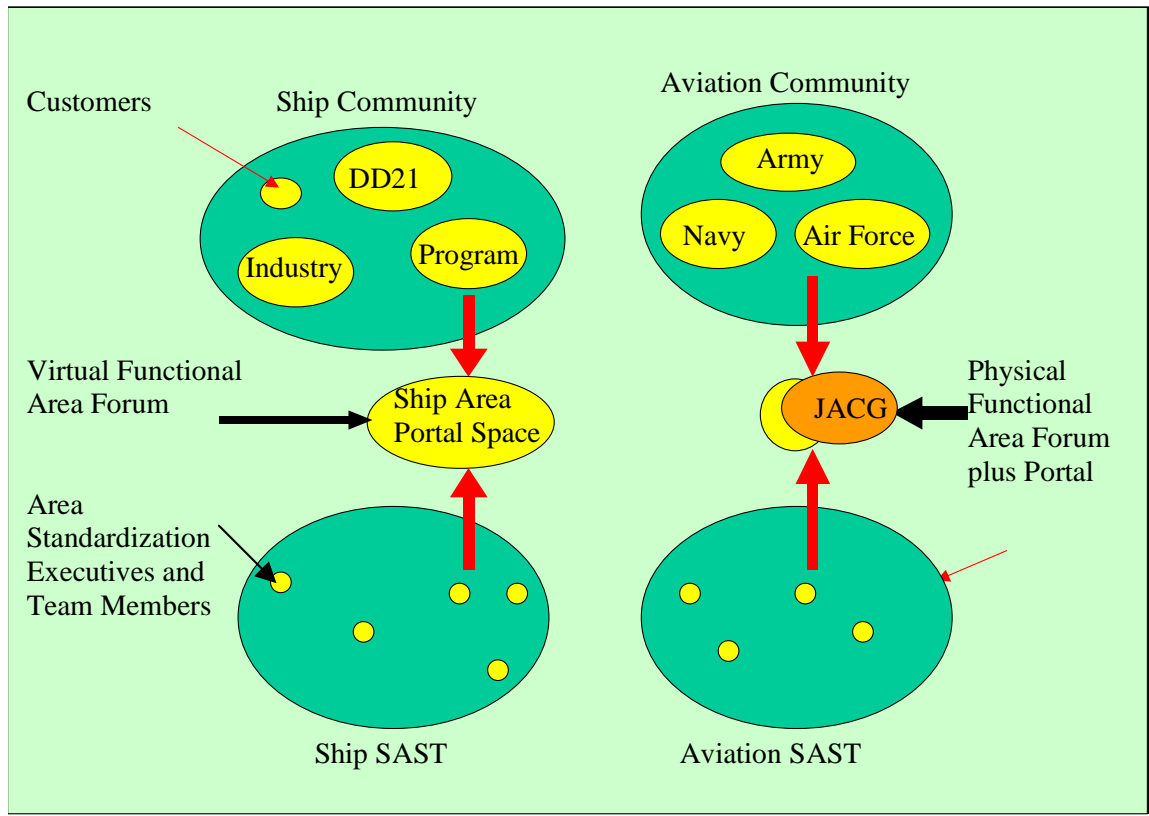 Customers
Ship Community
Aviation Community
DD21
Industry
Program
Army
Navy
Air Force
Virtual Functional
Area Forum
Ship Area
Portal Space
JACG
Physical
Functional
Area Forum
plus Portal
Area
Standardization
Executives and
Team Members
Ship SAST
Aviation SAST